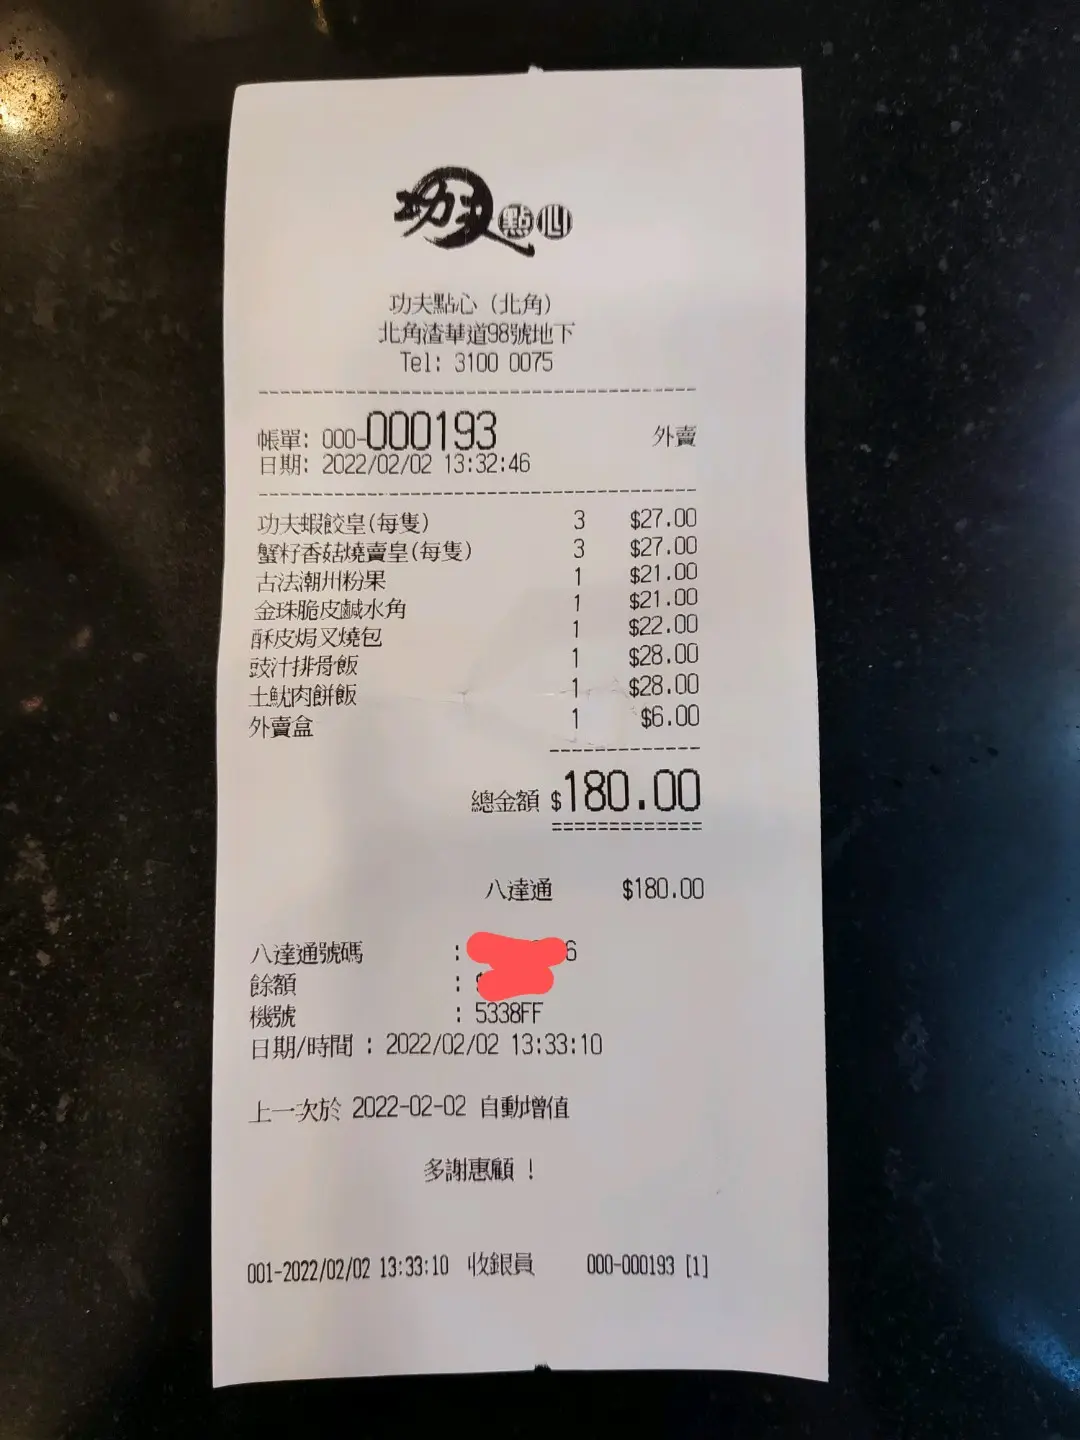 功夫點心
功夫點心 (北角)
北角渣華道98號地下
Tel: 3100 0075
帳單: 000-000193 外賣
日期: 2022/02/02 13:32:46
功夫蝦餃皇(每隻) 3 $27.00
蟹籽香菇燒賣皇(每隻) 3 $27.00
古法潮州粉果 1 $21.00
金珠脆皮鹹水角 1 $21.00
酥皮焗叉燒包 1 $22.00
豉汁排骨飯 1 $28.00
土魷肉餅飯 1 $28.00
外賣盒 1 $6.00
總金額 $180.00
八達通 $180.00
八達通號碼 : 6
餘額 : $
機號 : 5338FF
日期/時間 : 2022/02/02 13:33:10
上一次於 2022-02-02 自動增值
多謝惠顧 !
001-2022/02/02 13:33:10 收銀員 000-000193 [1]